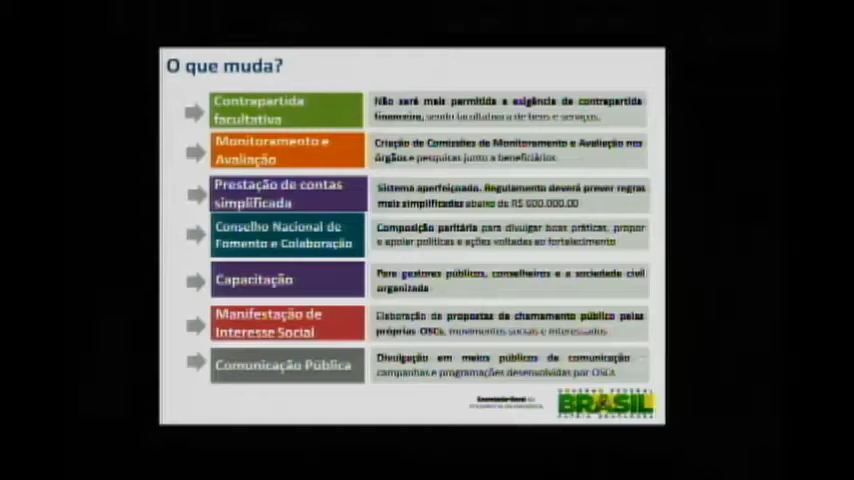 O que muda?
Contrapartida
facultativa
Não será mais permitida a exigência de contrapartida
financeira, sendo facultativa a de bens e serviços.
Monitoramento e
Avaliação
Criação de Comissões de Monitoramento e Avaliação nos
órgãos e pesquisas junto a beneficiários.
Prestação de contas
simplificada
Sistema aperfeiçoado. Regulamento deverá prever regras
mais simplificadas abaixo de R$ 600.000,00
Conselho Nacional de
Fomento e Colaboração
Composição paritária para divulgar boas práticas, propor
e apoiar políticas e ações voltadas ao fortalecimento
Capacitação
Para gestores públicos, conselheiros e a sociedade civil
organizada
Manifestação de
Interesse Social
Elaboração de propostas de chamamento público pelas
próprias OSCs, movimentos sociais e interessados
Comunicação Pública
Divulgação em meios públicos de comunicação
campanhas e programações desenvolvidas por OSCs
GOVERNO FEDERAL
BRASIL